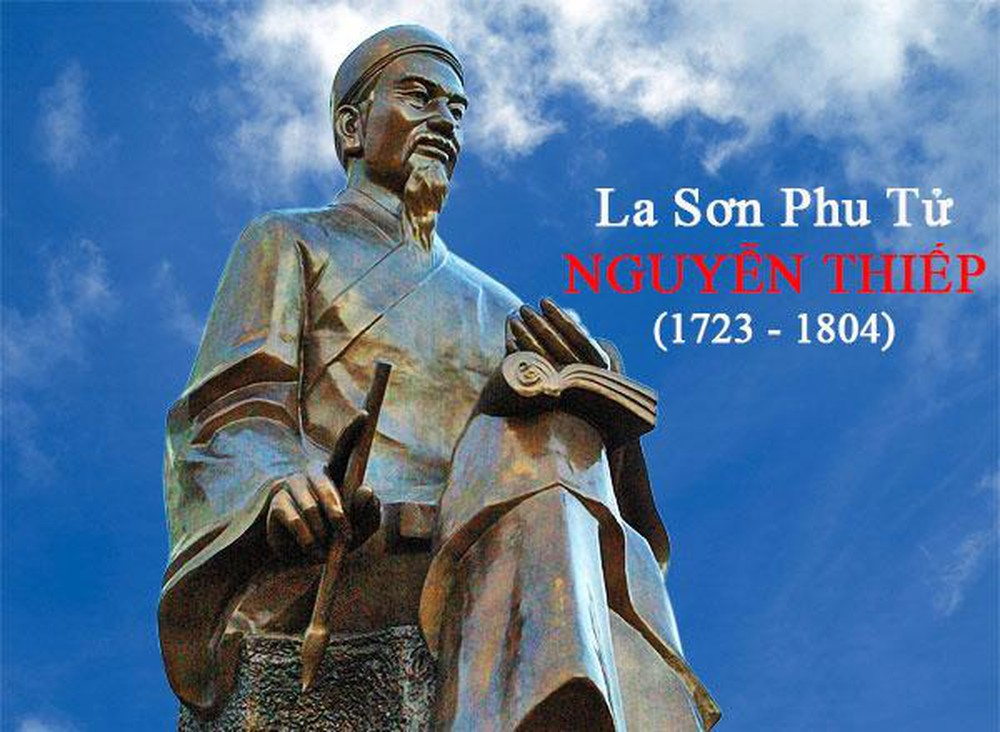 La Sơn Phu Tử
NGUYỄN THIẾP
(1723 - 1804)